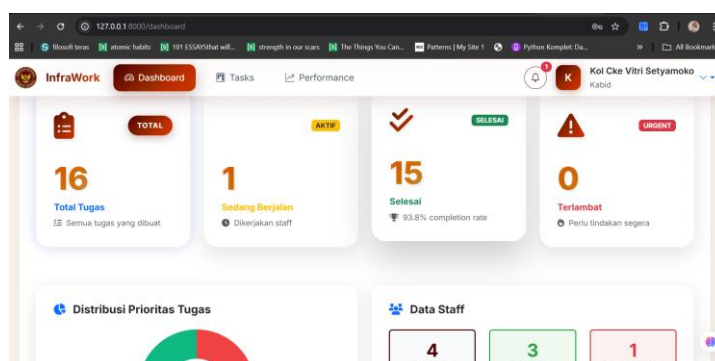 127.0.0.1:8000/dashboard
filosofi teras
atomic habits
101 ESSAYSthat will...
strength in our scars
The Things You Can...
Patterns | My Site 1
Python Komplet: Da...
»
All Bookmark
InfraWork
Dashboard
Tasks
Performance
1
K
Kol Cke Vitri Setyamoko
Kabid
TOTAL
16
Total Tugas
Semua tugas yang dibuat
AKTIF
1
Sedang Berjalan
Dikerjakan staff
SELESAI
15
Selesai
93.8% completion rate
URGENT
0
Terlambat
Perlu tindakan segera
Distribusi Prioritas Tugas
Data Staff
4
3
1